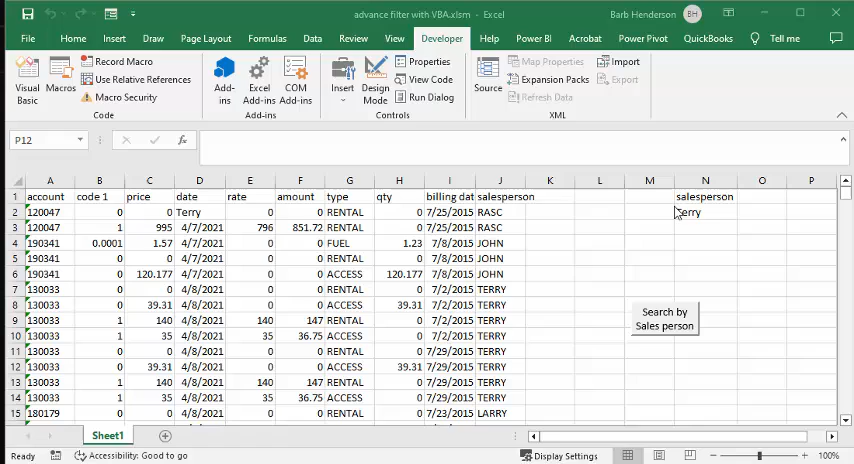 advance filter with VBA.xlsm - Excel
Barb Henderson
BH
File Home Insert Draw Page Layout Formulas Data Review View Developer Help Power BI Acrobat Power Pivot QuickBooks Tell me
Visual Basic
Macros
Record Macro
Use Relative References
Macro Security
Code
Add-ins
Excel Add-ins
COM Add-ins
Add-ins
Insert
Design Mode
Properties
View Code
Run Dialog
Controls
Source
Map Properties
Expansion Packs
Refresh Data
Import
Export
XML
P12
fx
A B C D E F G H I J K L M N O P
1 account code 1 price date rate amount type qty billing dat salesperson salesperson
2 120047 0 0 Terry 0 0 RENTAL 0 7/25/2015 RASC Terry
3 120047 1 995 4/7/2021 796 851.72 RENTAL 1 7/25/2015 RASC
4 190341 0.0001 1.57 4/7/2021 0 0 FUEL 1.23 7/8/2015 JOHN
5 190341 0 0 4/7/2021 0 0 RENTAL 0 7/8/2015 JOHN
6 190341 0 120.177 4/7/2021 0 0 ACCESS 120.177 7/8/2015 JOHN
7 130033 0 0 4/8/2021 0 0 RENTAL 0 7/2/2015 TERRY
8 130033 0 39.31 4/8/2021 0 0 ACCESS 39.31 7/2/2015 TERRY
9 130033 1 140 4/8/2021 140 147 RENTAL 1 7/2/2015 TERRY
10 130033 1 35 4/8/2021 35 36.75 ACCESS 1 7/2/2015 TERRY
11 130033 0 0 4/8/2021 0 0 RENTAL 0 7/29/2015 TERRY
12 130033 0 39.31 4/8/2021 0 0 ACCESS 39.31 7/29/2015 TERRY
13 130033 1 140 4/8/2021 140 147 RENTAL 1 7/29/2015 TERRY
14 130033 1 35 4/8/2021 35 36.75 ACCESS 1 7/29/2015 TERRY
15 180179 0 0 4/8/2021 0 0 RENTAL 0 7/23/2015 LARRY
Search by
Sales person
Sheet1
Ready Accessibility: Good to go Display Settings 100%